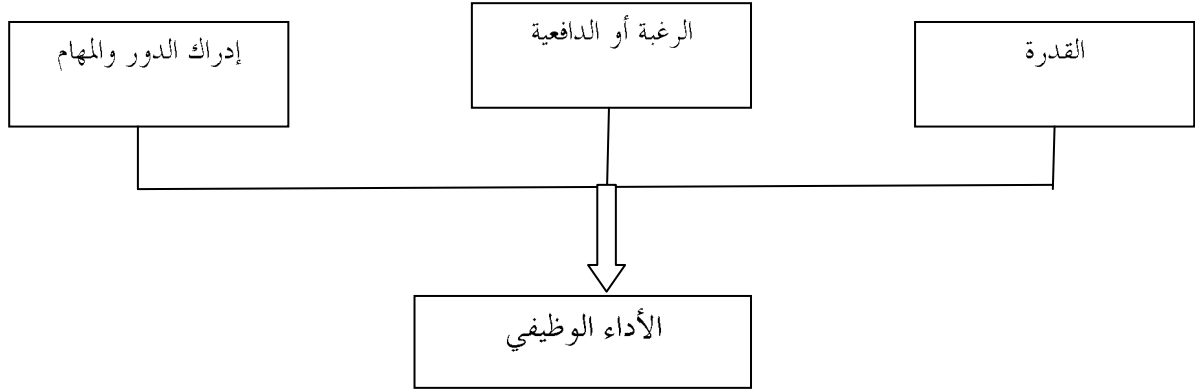 القدرة
الرغبة أو الدافعية
إدراك الدور والمهام
الأداء الوظيفي